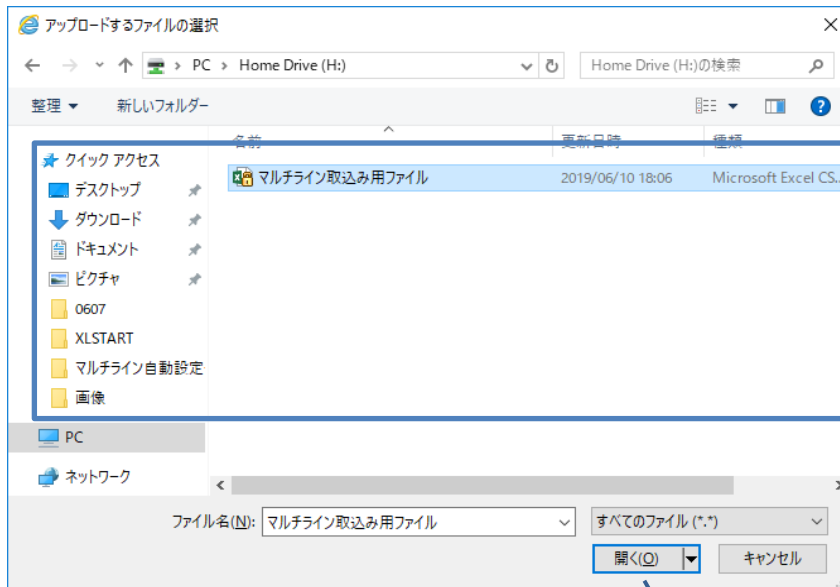 アップロードするファイルの選択
PC > Home Drive (H:)
Home Drive (H:)の検索
整理
新しいフォルダー
名前
更新日時
種類
クイック アクセス
マルチライン取込み用ファイル 2019/06/10 18:06 Microsoft Excel CS...
デスクトップ
ダウンロード
ドキュメント
ピクチャ
0607
XLSTART
マルチライン自動設定
画像
PC
ネットワーク
ファイル名(N): マルチライン取込み用ファイル
すべてのファイル (*.*)
開く(O)
キャンセル